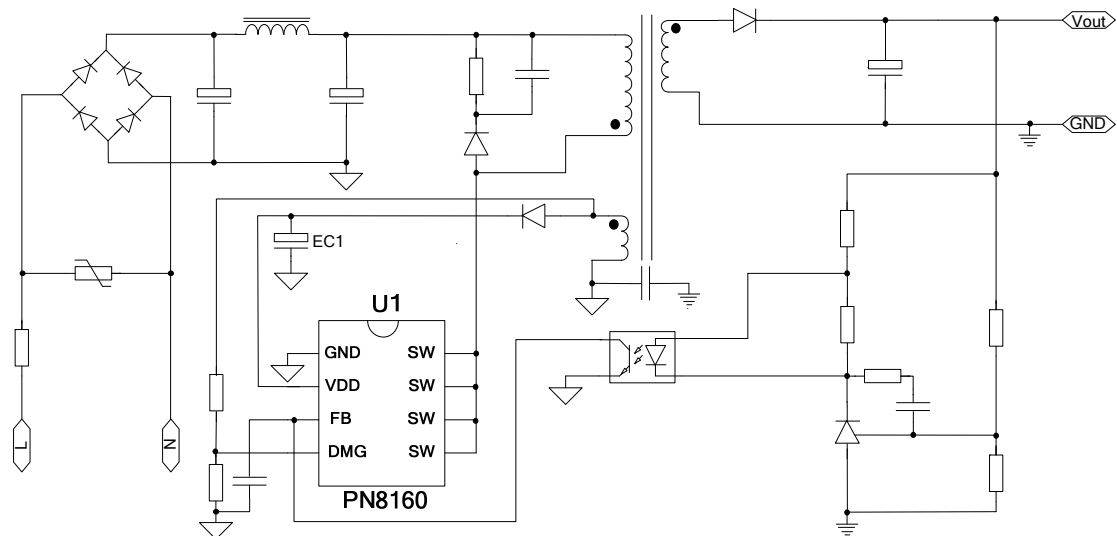 Vout
GND
EC1
U1
GND SW
VDD SW
FB SW
DMG SW
L
N
PN8160